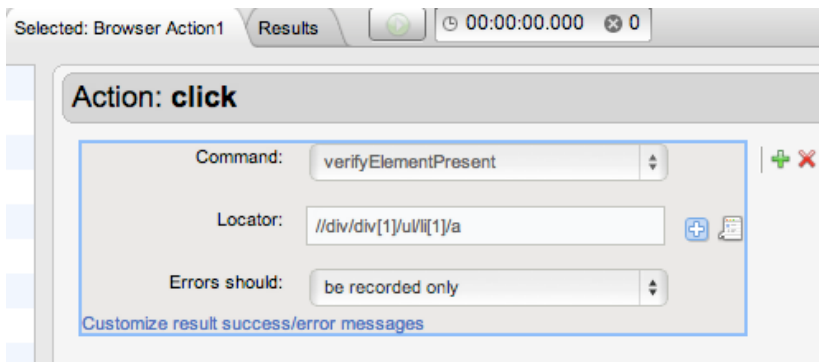 Selected: Browser Action1 Results 00:00:00.000 0
Action: click
Command: verifyElementPresent
Locator: //div/div[1]/ul/li[1]/a
Errors should: be recorded only
Customize result success/error messages